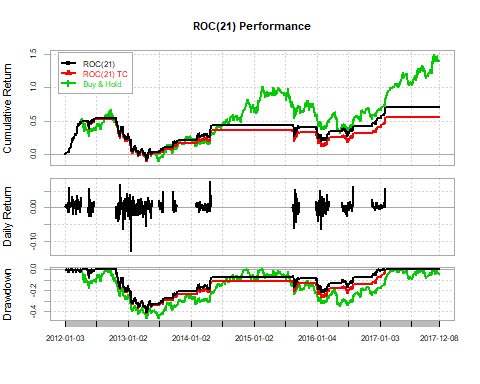 ROC(21) Performance
Cumulative Return
1.5
1.0
0.5
0.0
ROC(21)
ROC(21) TC
Buy & Hold
Daily Return
0.00
-0.10
Drawdown
0.0
-0.2
-0.4
2012-01-03 2013-01-02 2014-01-02 2015-01-02 2016-01-04 2017-01-03 2017-12-08